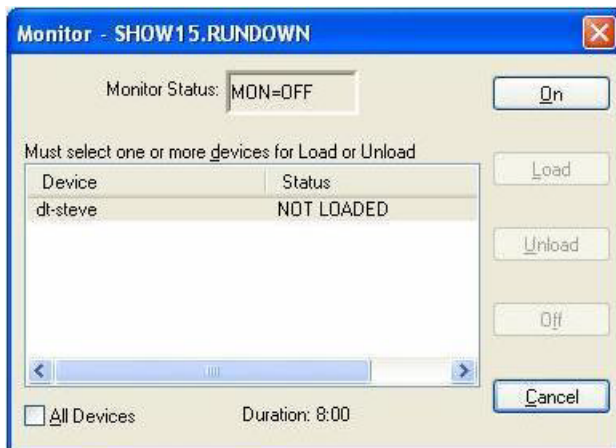 Monitor - SHOW15.RUNDOWN
Monitor Status: MON=OFF
On
Must select one or more devices for Load or Unload
Load
Device Status
dt-steve NOT LOADED
Unload
Off
All Devices Duration: 8:00
Cancel